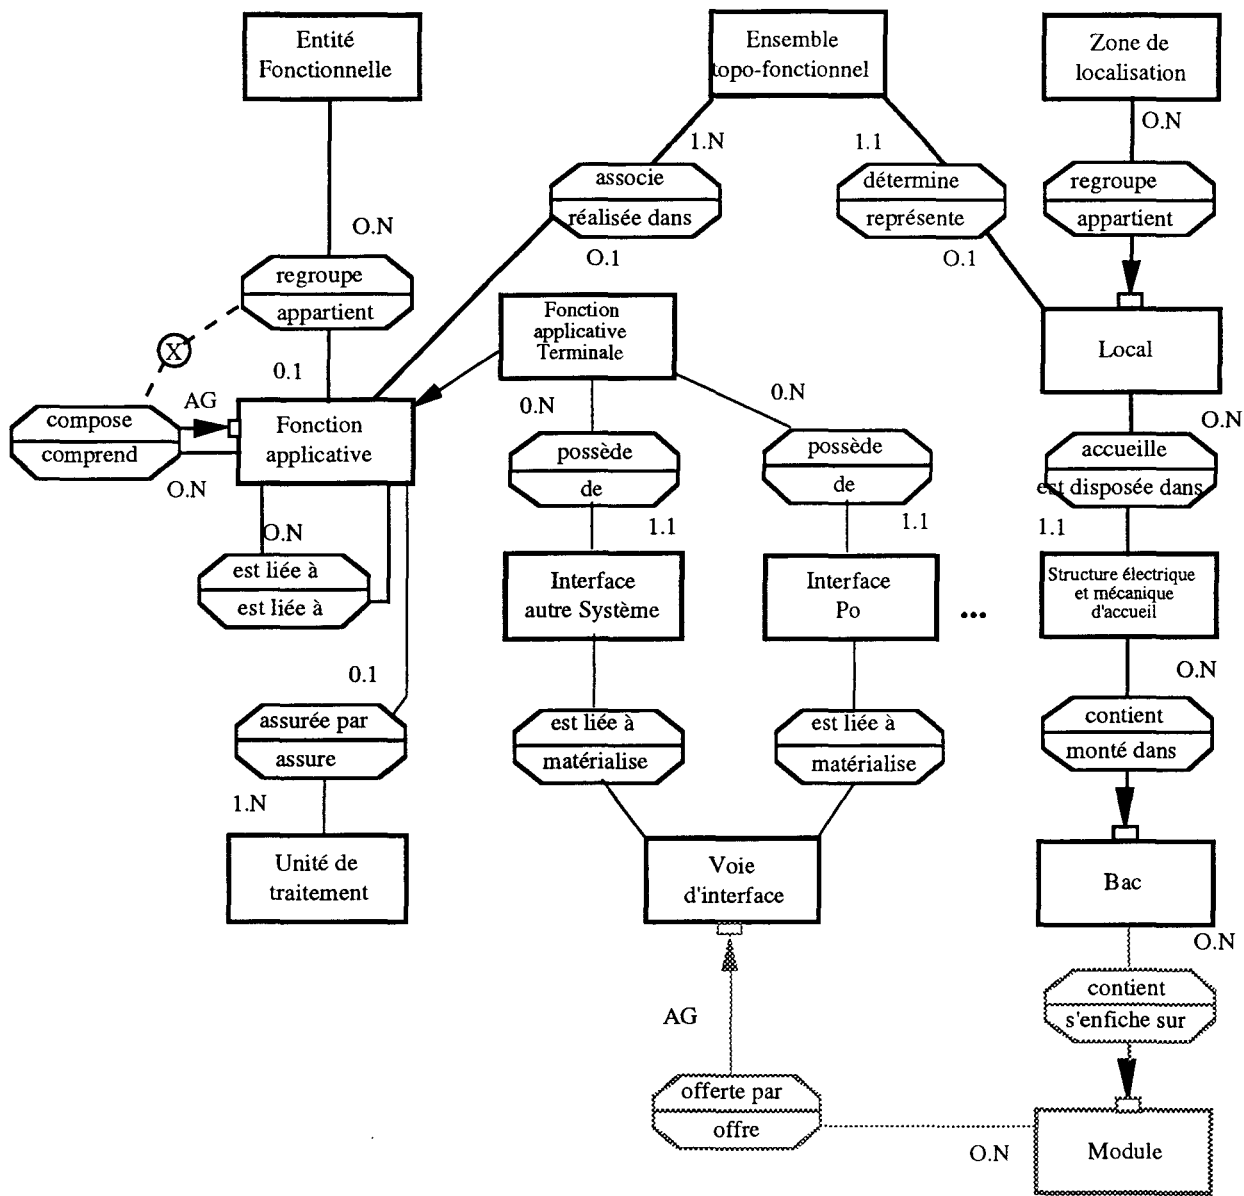 Entité
Fonctionnelle
Ensemble
topo-fonctionnel
Zone de
localisation
O.N
1.N
1.1
associe
réalisée dans
détermine
représente
regroupe
appartient
O.N
O.1
O.1
regroupe
appartient
Fonction
applicative
Terminale
Local
X
0.1
AG
0.N
0.N
O.N
compose
comprend
Fonction
applicative
possède
de
possède
de
accueille
est disposée dans
O.N
O.N
1.1
1.1
1.1
est liée à
est liée à
Interface
autre Système
Interface
Po
...
Structure électrique
et mécanique
d'accueil
0.1
O.N
assurée par
assure
est liée à
matérialise
est liée à
matérialise
contient
monté dans
1.N
Unité de
traitement
Voie
d'interface
Bac
O.N
AG
contient
s'enfiche sur
offerte par
offre
O.N
Module